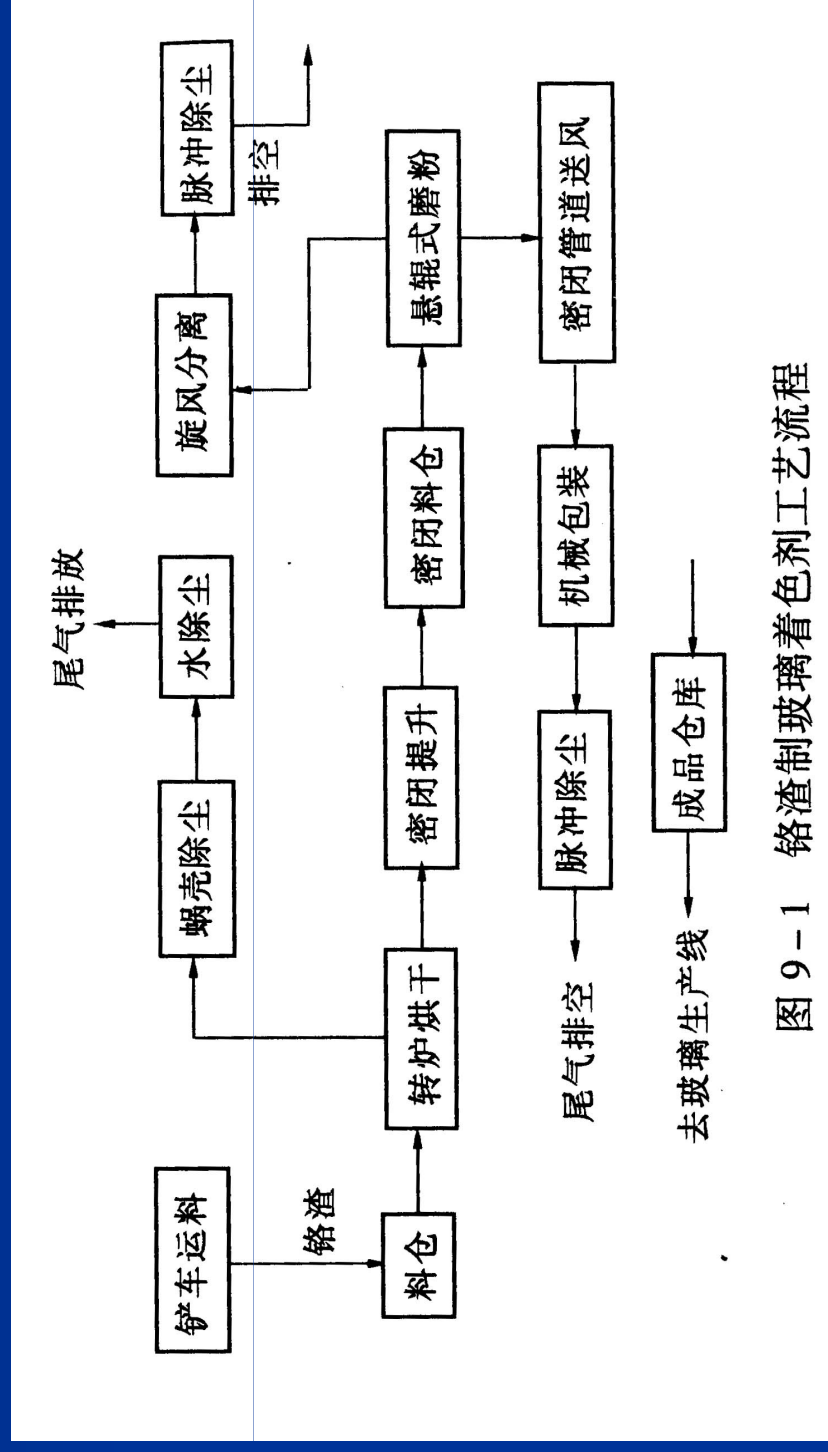 铲车运料
铬渣
料仓
转炉烘干
蜗壳除尘
水除尘
尾气排放
密闭提升
密闭料仓
悬辊式磨粉
旋风分离
脉冲除尘
排空
密闭管道送风
机械包装
脉冲除尘
尾气排空
成品仓库
去玻璃生产线
图 9-1 铬渣制玻璃着色剂工艺流程